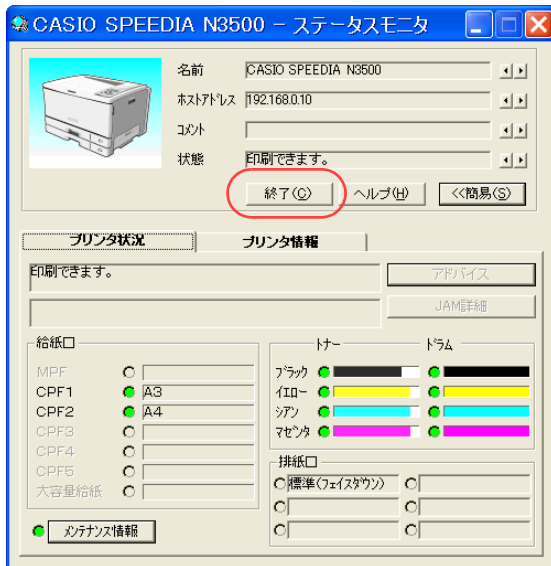 CASIO SPEEDIA N3500 - ステータスモニタ
名前 CASIO SPEEDIA N3500
ホストアドレス 192.168.0.10
コメント
状態 印刷できます。
終了(C) ヘルプ(H) <<簡易(S)
プリンタ状況 プリンタ情報
印刷できます。 アドバイス
JAM詳細
給紙口
MPF
CPF1 A3
CPF2 A4
CPF3
CPF4
CPF5
大容量給紙
メンテナンス情報
トナー ドラム
ブラック
イエロー
シアン
マゼンタ
排紙口
標準(フェイスダウン)